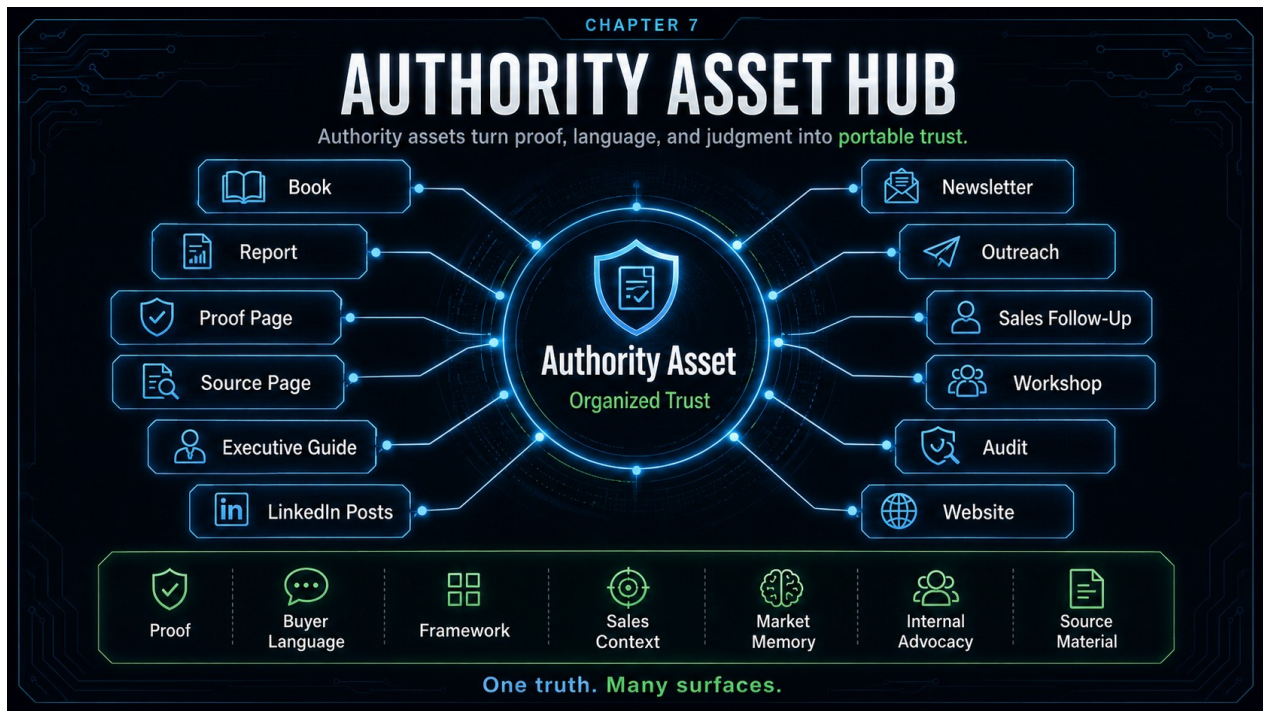 CHAPTER 7
AUTHORITY ASSET HUB
Authority assets turn proof, language, and judgment into portable trust.
Book
Report
Proof Page
Source Page
Executive Guide
in
LinkedIn Posts
Authority Asset
Organized Trust
Newsletter
Outreach
Sales Follow-Up
Workshop
Audit
Website
Proof
Buyer
Language
Framework
Sales
Context
Market
Memory
Internal
Advocacy
Source
Material
One truth. Many surfaces.